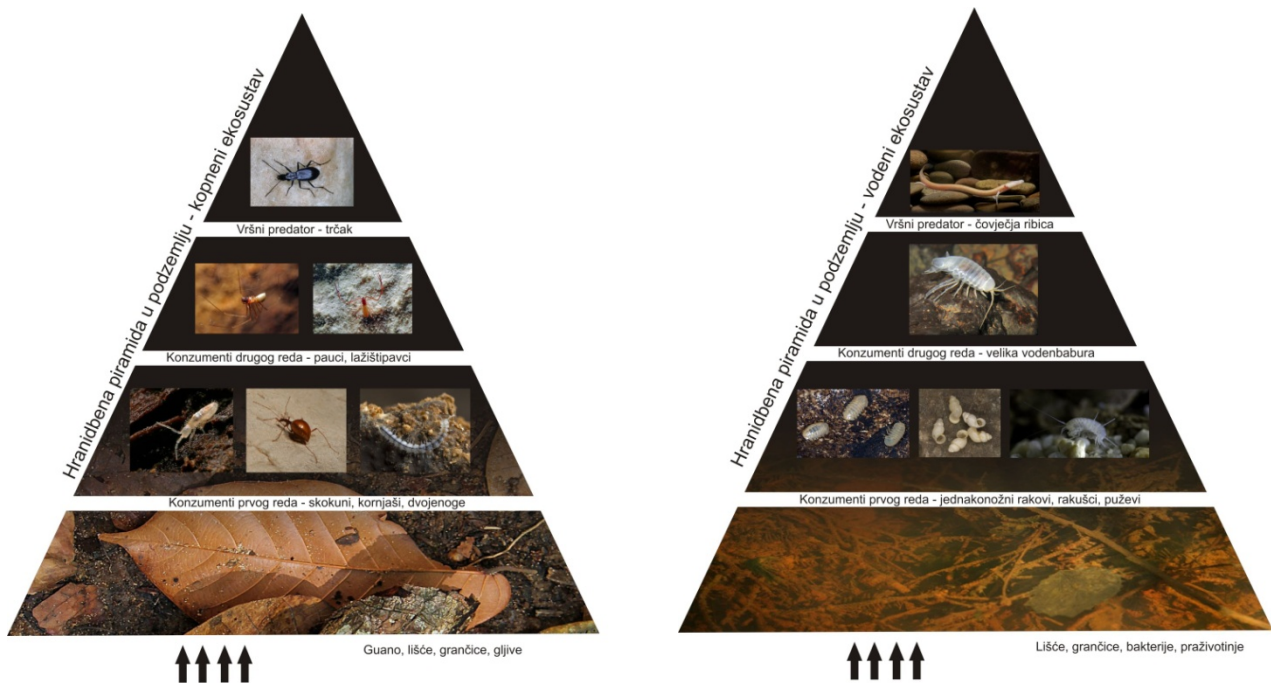 Hranidbena piramida u podzemlju - kopneni ekosustav
Vršni predator - trčak
Konzumenti drugog reda - pauci, lažištipavci
Konzumenti prvog reda - skokuni, kornjaši, dvojenoge
Guano, lišće, grančice, gljive
Hranidbena piramida u podzemlju - vodeni ekosustav
Vršni predator - čovječja ribica
Konzumenti drugog reda - velika vodenbabura
Konzumenti prvog reda - jednakonožni rakovi, rakušci, puževi
Lišće, grančice, bakterije, praživotinje